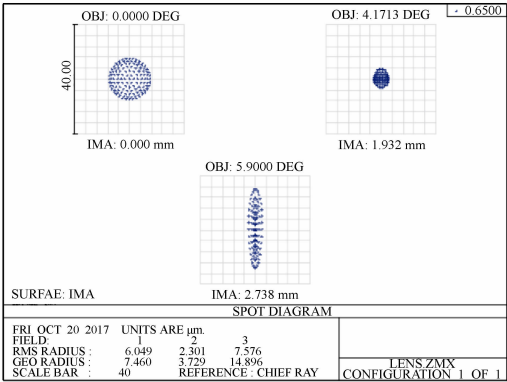 OBJ: 0.0000 DEG
OBJ: 4.1713 DEG
0.6500
40.00
IMA: 0.000 mm
IMA: 1.932 mm
OBJ: 5.9000 DEG
SURFAE: IMA
IMA: 2.738 mm
SPOT DIAGRAM
FRI OCT 20 2017 UNITS ARE μm.
FIELD: 1 2 3
RMS RADIUS : 6.049 2.301 7.576
GEO RADIUS : 7.460 3.729 14.896
SCALE BAR : 40 REFERENCE : CHIEF RAY
LENS.ZMX
CONFIGURATION 1 OF 1